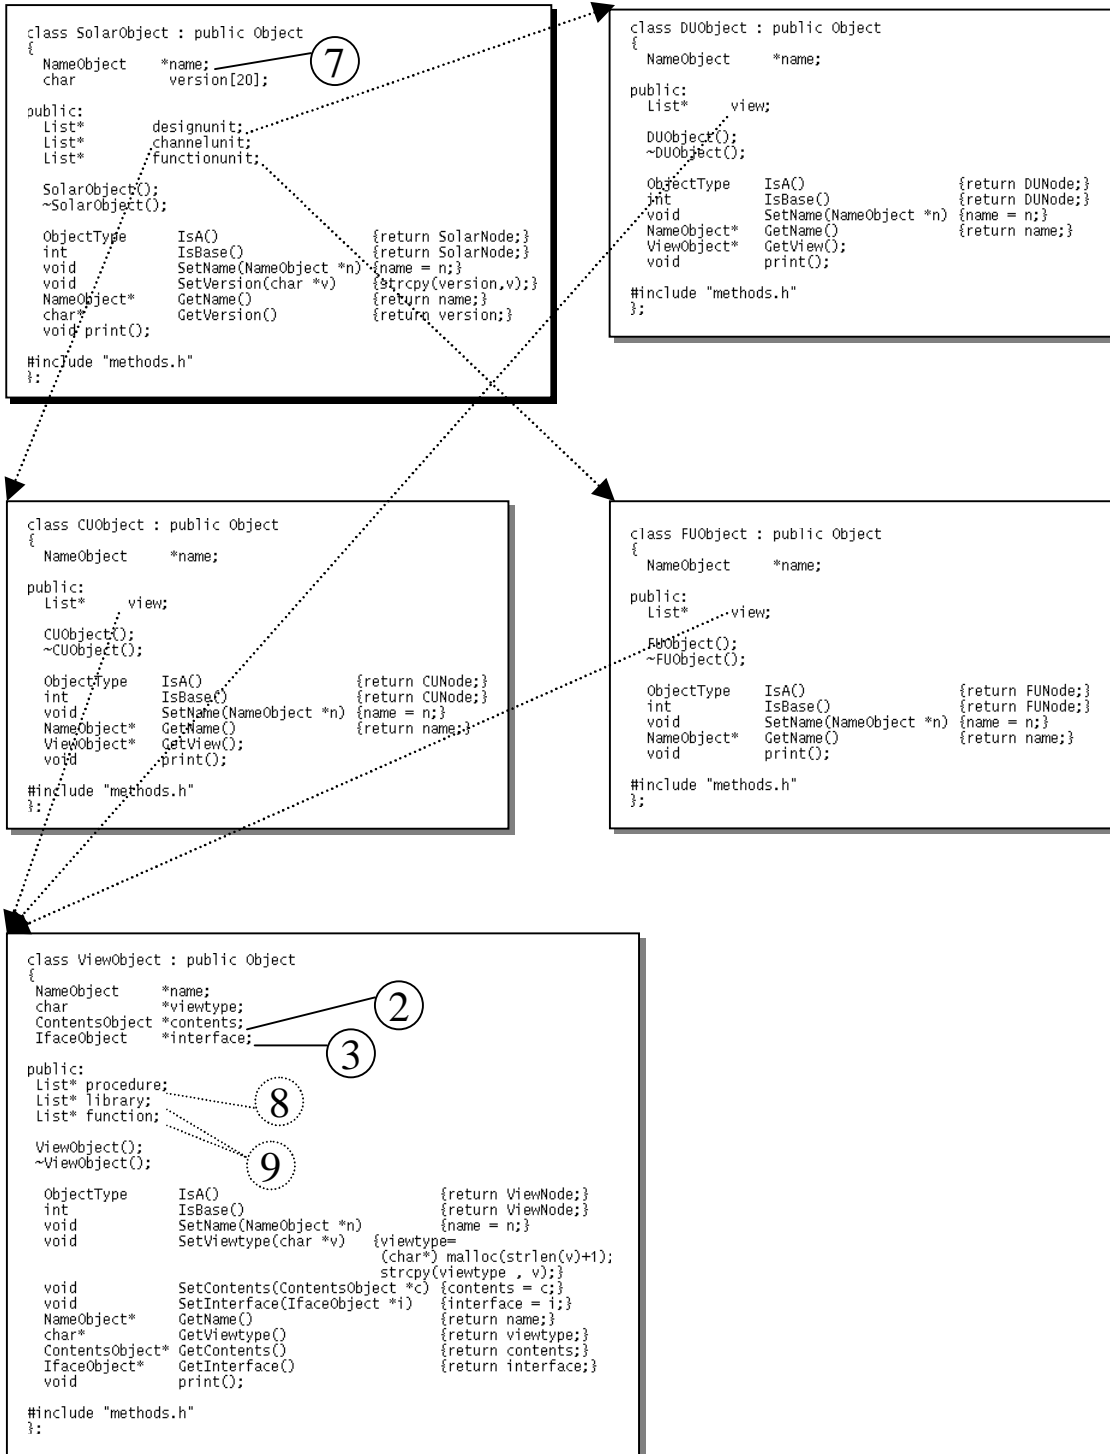 class SolarObject : public Object
{
NameObject *name;
char version[20];
public:
List* designunit;
List* channelunit;
List* functionunit;
SolarObject();
~SolarObject();
ObjectType IsA() {return SolarNode;}
int IsBase() {return SolarNode;}
void SetName(NameObject *n) {name = n;}
void SetVersion(char *v) {strcpy(version,v);}
NameObject* GetName() {return name;}
char* GetVersion() {return version;}
void print();
#include "methods.h"
};
7
class DUObject : public Object
{
NameObject *name;
public:
List* view;
DUObject();
~DUObject();
ObjectType IsA() {return DUNode;}
int IsBase() {return DUNode;}
void SetName(NameObject *n) {name = n;}
NameObject* GetName() {return name;}
ViewObject* GetView();
void print();
#include "methods.h"
};
class CUObject : public Object
{
NameObject *name;
public:
List* view;
CUObject();
~CUObject();
ObjectType IsA() {return CUNode;}
int IsBase() {return CUNode;}
void SetName(NameObject *n) {name = n;}
NameObject* GetName() {return name;}
ViewObject* GetView();
void print();
#include "methods.h"
};
class FUObject : public Object
{
NameObject *name;
public:
List* view;
FUObject();
~FUObject();
ObjectType IsA() {return FUNode;}
int IsBase() {return FUNode;}
void SetName(NameObject *n) {name = n;}
NameObject* GetName() {return name;}
void print();
#include "methods.h"
};
class ViewObject : public Object
{
NameObject *name;
char *viewtype;
ContentsObject *contents;
IfaceObject *interface;
2
3
public:
List* procedure;
List* library;
List* function;
8
9
ViewObject();
~ViewObject();
ObjectType IsA() {return ViewNode;}
int IsBase() {return ViewNode;}
void SetName(NameObject *n) {name = n;}
void SetViewtype(char *v) {viewtype=
(char*) malloc(strlen(v)+1);
strcpy(viewtype , v);}
void SetContents(ContentsObject *c) {contents = c;}
void SetInterface(IfaceObject *i) {interface = i;}
NameObject* GetName() {return name;}
char* GetViewtype() {return viewtype;}
ContentsObject* GetContents() {return contents;}
IfaceObject* GetInterface() {return interface;}
void print();
#include "methods.h"
};